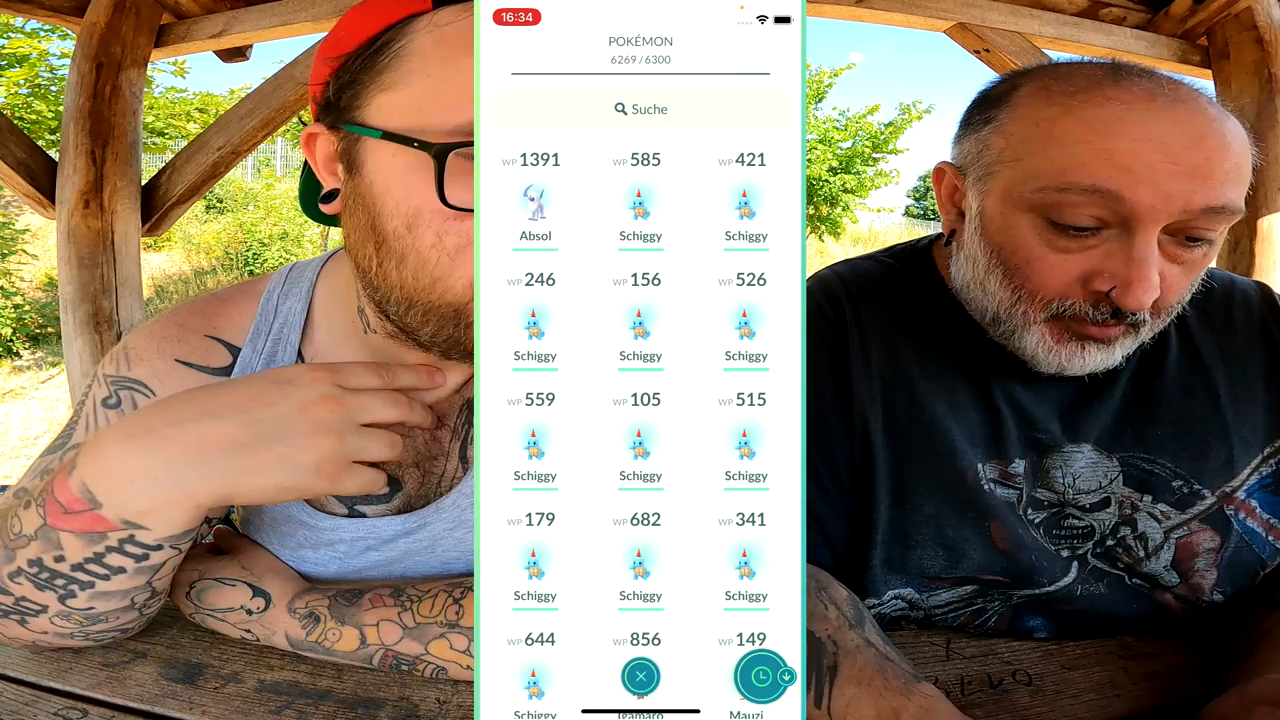 16:34
POKÉMON
6269 / 6300
Suche
WP 1391 WP 585 WP 421
Absol Schiggy Schiggy
WP 246 WP 156 WP 526
Schiggy Schiggy Schiggy
WP 559 WP 105 WP 515
Schiggy Schiggy Schiggy
WP 179 WP 682 WP 341
Schiggy Schiggy Schiggy
WP 644 WP 856 WP 149
Schiggy Igamaro Mauzi